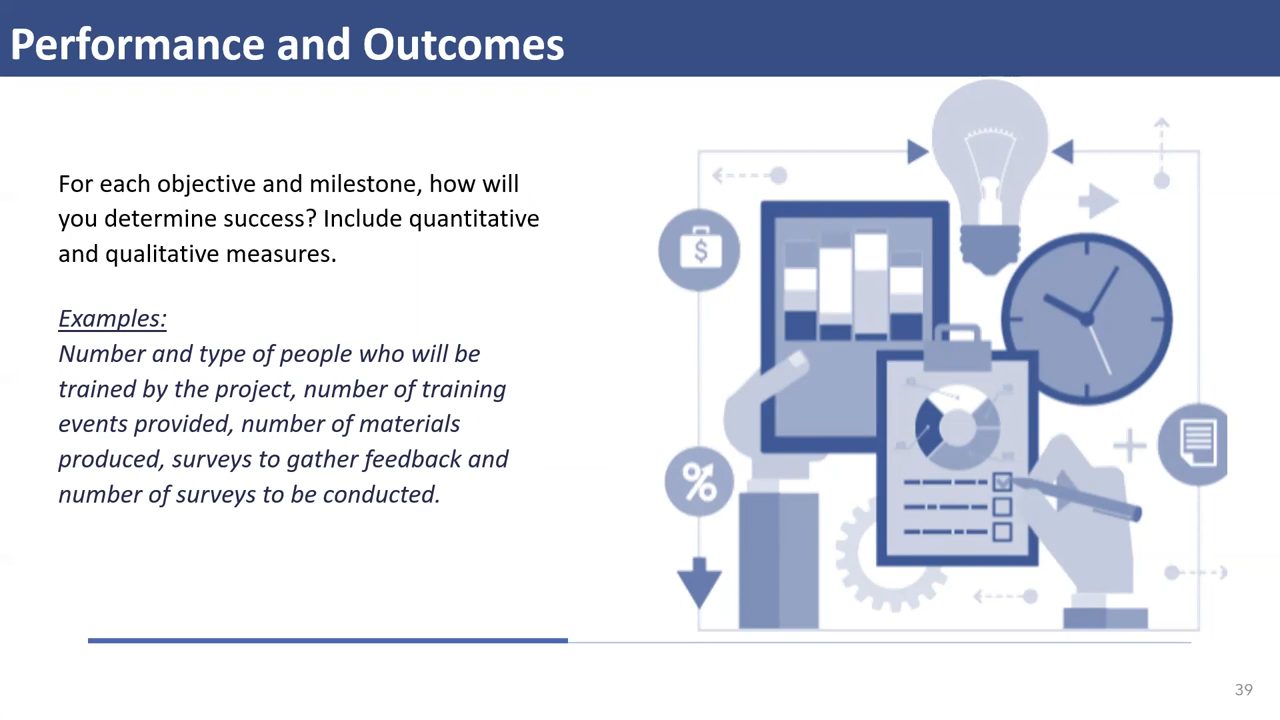 Performance and Outcomes
For each objective and milestone, how will
you determine success? Include quantitative
and qualitative measures.
Examples:
Number and type of people who will be
trained by the project, number of training
events provided, number of materials
produced, surveys to gather feedback and
number of surveys to be conducted.
$
%
39